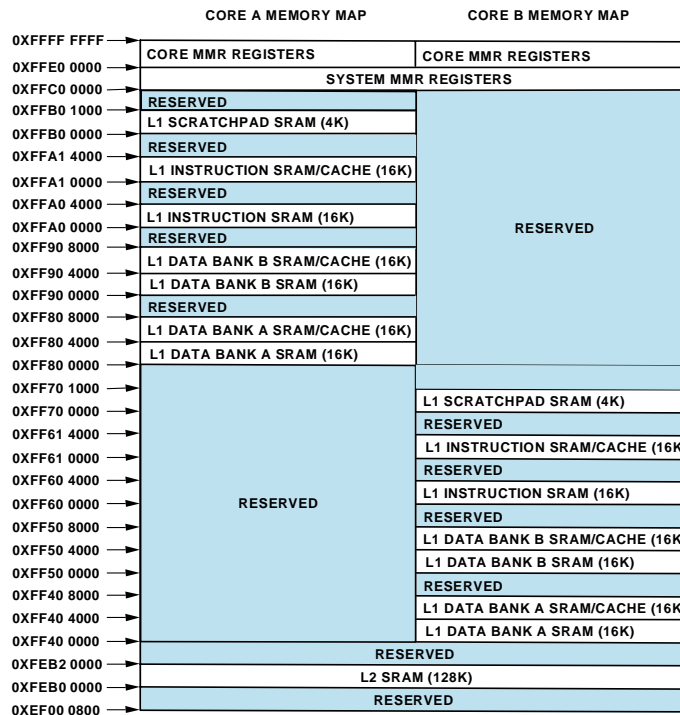 CORE A MEMORY MAP CORE B MEMORY MAP
0XFFFF FFFF
CORE MMR REGISTERS CORE MMR REGISTERS
0XFFE0 0000
SYSTEM MMR REGISTERS
0XFFC0 0000
RESERVED
0XFFB0 1000
L1 SCRATCHPAD SRAM (4K)
0XFFB0 0000
RESERVED
0XFFA1 4000
L1 INSTRUCTION SRAM/CACHE (16K)
0XFFA1 0000
RESERVED
0XFFA0 4000
L1 INSTRUCTION SRAM (16K)
0XFFA0 0000
RESERVED
RESERVED
0XFF90 8000
L1 DATA BANK B SRAM/CACHE (16K)
0XFF90 4000
L1 DATA BANK B SRAM (16K)
0XFF90 0000
RESERVED
0XFF80 8000
L1 DATA BANK A SRAM/CACHE (16K)
0XFF80 4000
L1 DATA BANK A SRAM (16K)
0XFF80 0000
0XFF70 1000
L1 SCRATCHPAD SRAM (4K)
0XFF70 0000
RESERVED
0XFF61 4000
L1 INSTRUCTION SRAM/CACHE (16K
0XFF61 0000
RESERVED
0XFF60 4000
L1 INSTRUCTION SRAM (16K)
0XFF60 0000
RESERVED
RESERVED
0XFF50 8000
L1 DATA BANK B SRAM/CACHE (16K
0XFF50 4000
L1 DATA BANK B SRAM (16K)
0XFF50 0000
RESERVED
0XFF40 8000
L1 DATA BANK A SRAM/CACHE (16K
0XFF40 4000
L1 DATA BANK A SRAM (16K)
0XFF40 0000
RESERVED
0XFEB2 0000
L2 SRAM (128K)
0XFEB0 0000
RESERVED
0XEF00 0800